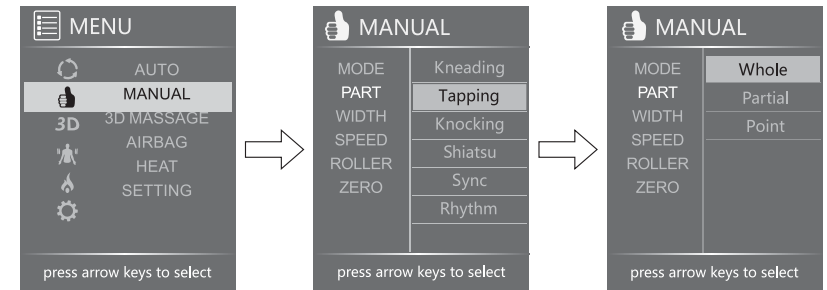 MENU
AUTO
MANUAL
3D
3D MASSAGE
AIRBAG
HEAT
SETTING
press arrow keys to select
MANUAL
MODE
PART
WIDTH
SPEED
ROLLER
ZERO
Kneading
Tapping
Knocking
Shiatsu
Sync
Rhythm
press arrow keys to select
MANUAL
MODE
PART
WIDTH
SPEED
ROLLER
ZERO
Whole
Partial
Point
press arrow keys to select